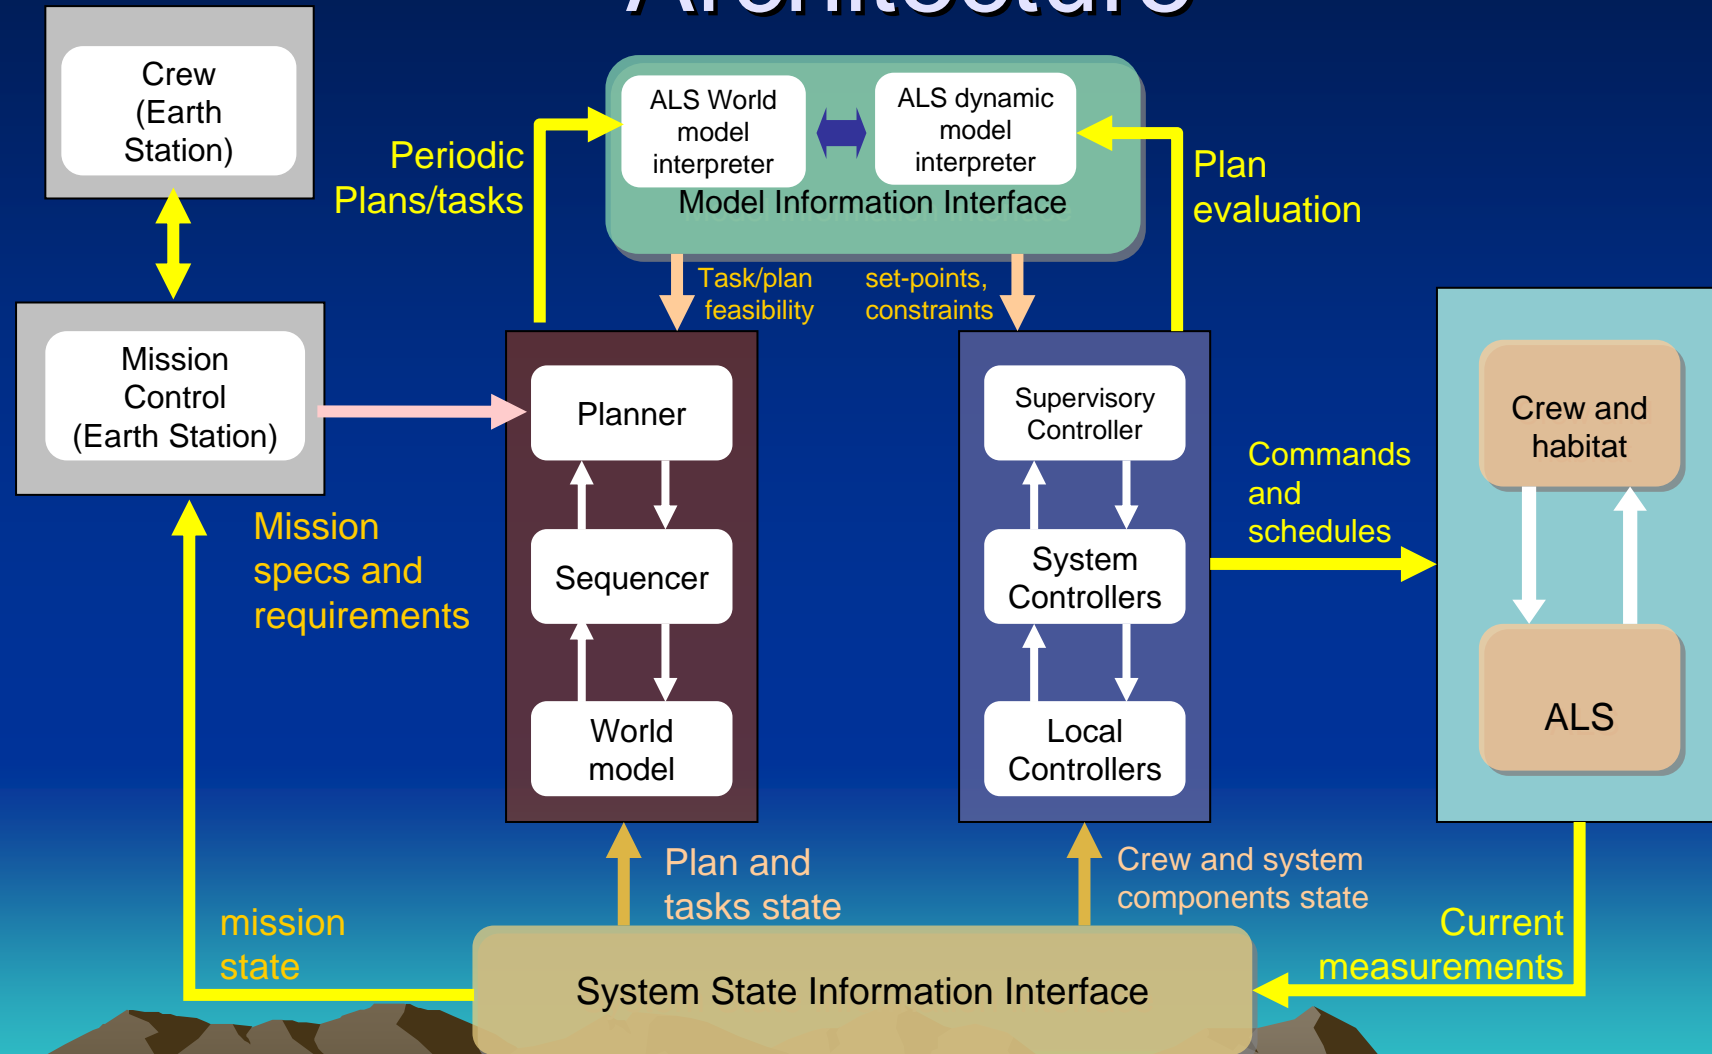 Architecture
Crew
(Earth
Station)
Periodic
Plans/tasks
ALS World
model
interpreter
ALS dynamic
model
interpreter
Model Information Interface
Plan
evaluation
Task/plan
feasibility
set-points,
constraints
Mission
Control
(Earth Station)
Planner
Supervisory
Controller
Crew and
habitat
Commands
and
schedules
Mission
specs and
requirements
Sequencer
System
Controllers
World
model
Local
Controllers
ALS
Plan and
tasks state
Crew and system
components state
mission
state
Current
measurements
System State Information Interface